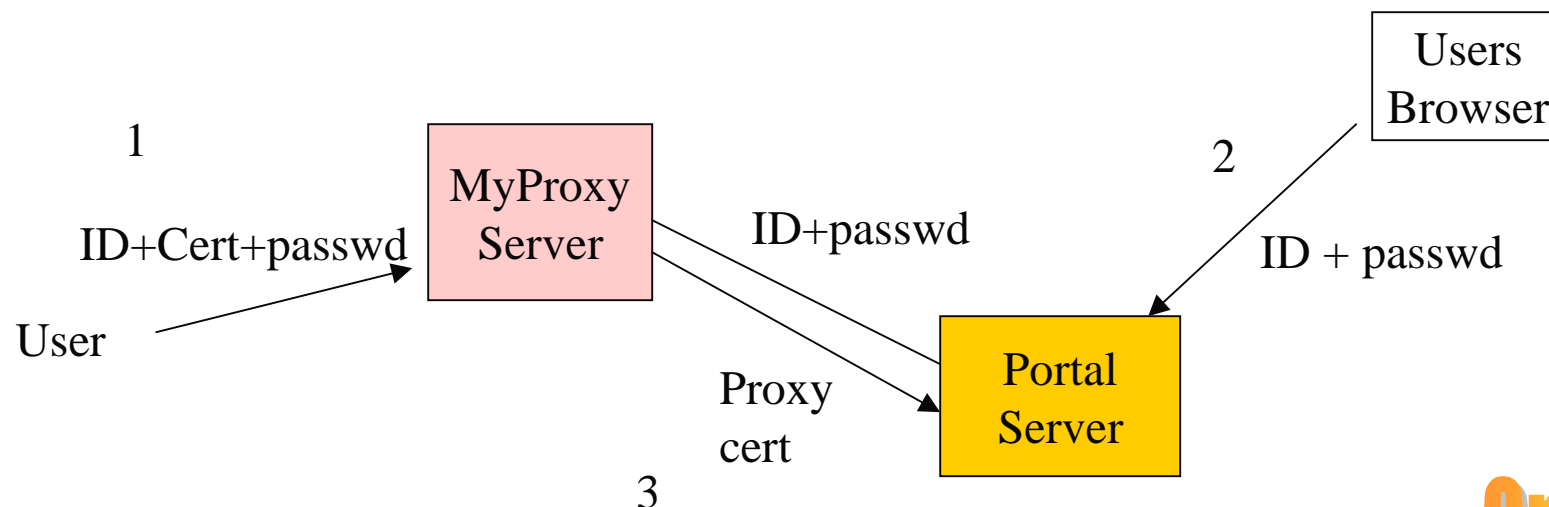 Users
Browser
1
2
MyProxy
Server
ID+passwd
ID+Cert+passwd
ID + passwd
User
Portal
Server
Proxy
cert
3